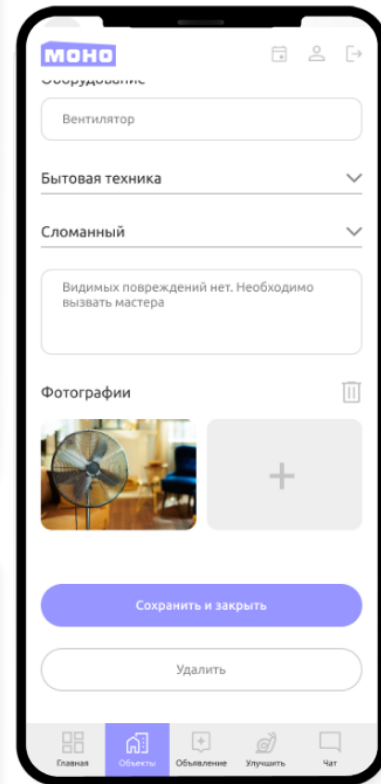 МОНО
Оборудование
Вентилятор
Бытовая техника
Сломанный
Видимых повреждений нет. Необходимо
вызвать мастера
Фотографии
Сохранить и закрыть
Удалить
Главная Объекты Объявление Улучшить Чат